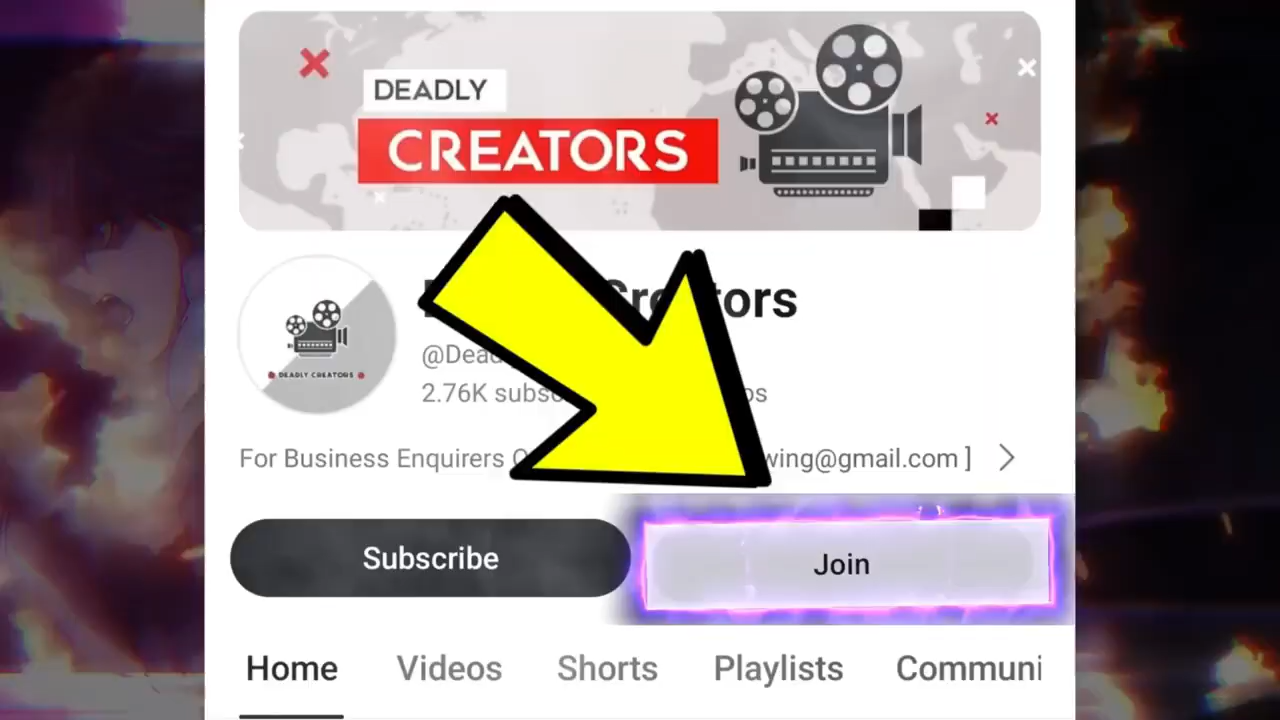 DEADLY
CREATORS
DEADLY CREATORS
2.76K
For Business Enquirers
wing@gmail.com ]
Subscribe
Join
Home Videos Shorts Playlists Communi